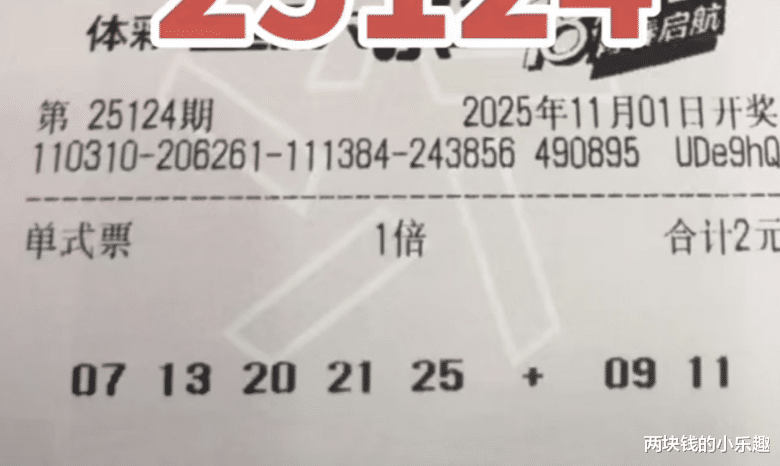 25124
体彩
第 25124期 2025年11月01日开奖
110310-206261-111384-243856 490895 UDe9hQ
单式票 1倍 合计2元
07 13 20 21 25 + 09 11
两块钱的小乐趣